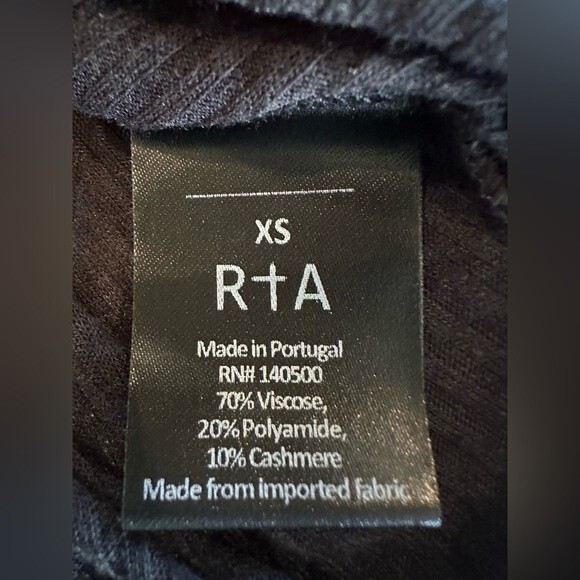 XS
R†A
Made in Portugal
RN# 140500
70% Viscose,
20% Polyamide,
10% Cashmere
Made from imported fabric